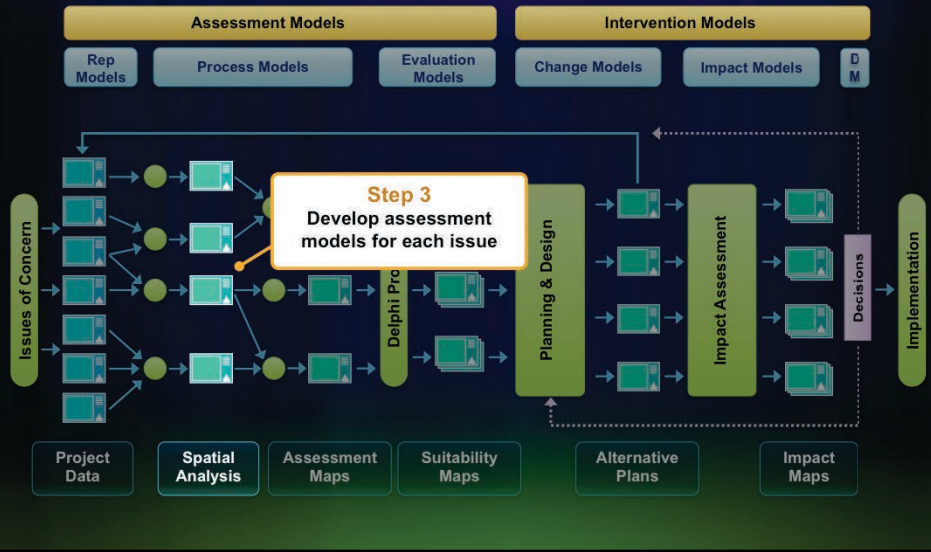 Assessment Models
Intervention Models
Rep
Models
Process Models
Evaluation
Models
Change Models
Impact Models
D
M
Issues of Concern
Step 3
Develop assessment
models for each issue
Delphi Pro
Planning & Design
Impact Assessment
Decisions
Implementation
Project
Data
Spatial
Analysis
Assessment
Maps
Suitability
Maps
Alternative
Plans
Impact
Maps